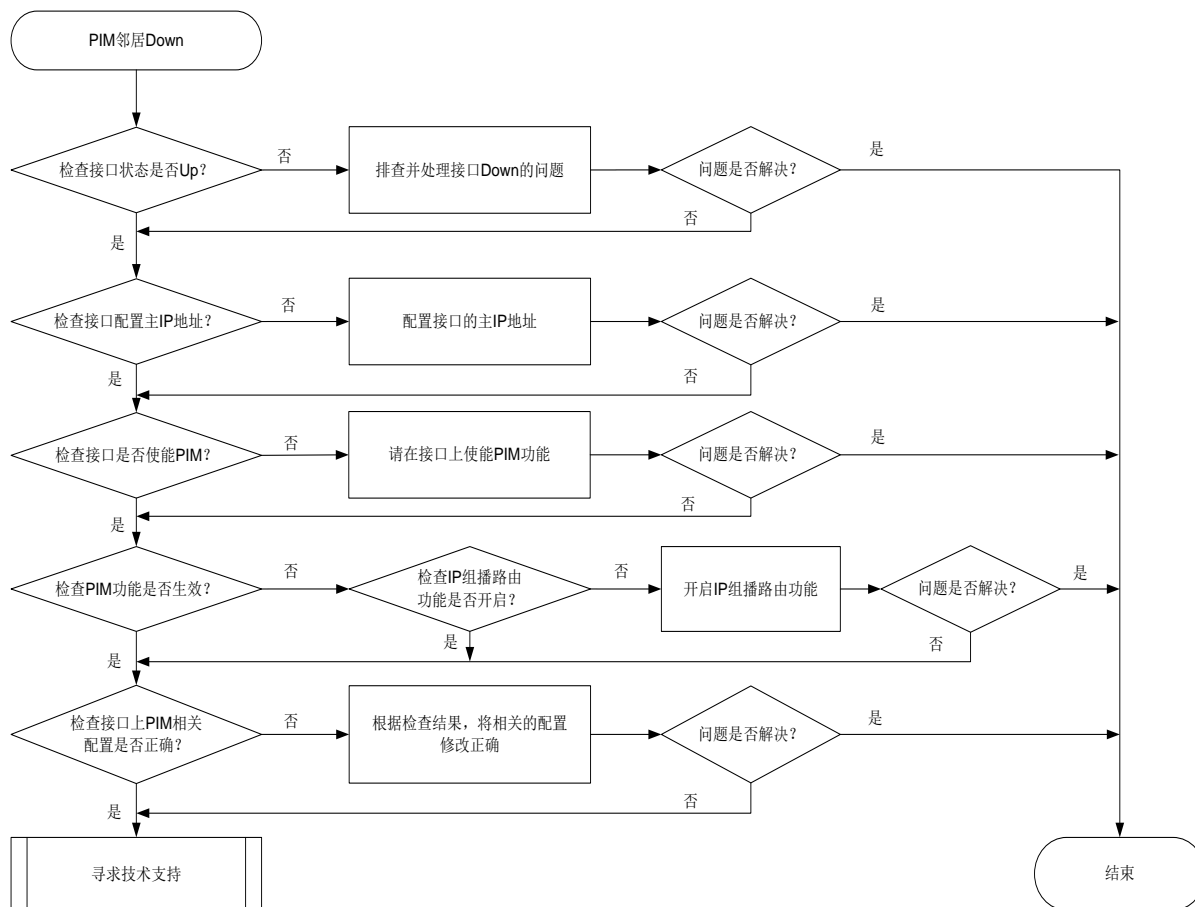 PIM邻居Down
检查接口状态是否Up?
否
排查并处理接口Down的问题
问题是否解决?
是
否
是
检查接口配置主IP地址?
否
配置接口的主IP地址
问题是否解决?
是
否
是
检查接口是否使能PIM?
否
请在接口上使能PIM功能
问题是否解决?
是
否
是
检查PIM功能是否生效?
否
检查IP组播路由
功能是否开启?
否
开启IP组播路由功能
问题是否解决?
是
是
否
是
检查接口上PIM相关
配置是否正确?
否
根据检查结果，将相关的配置
修改正确
问题是否解决?
是
否
是
寻求技术支持
结束